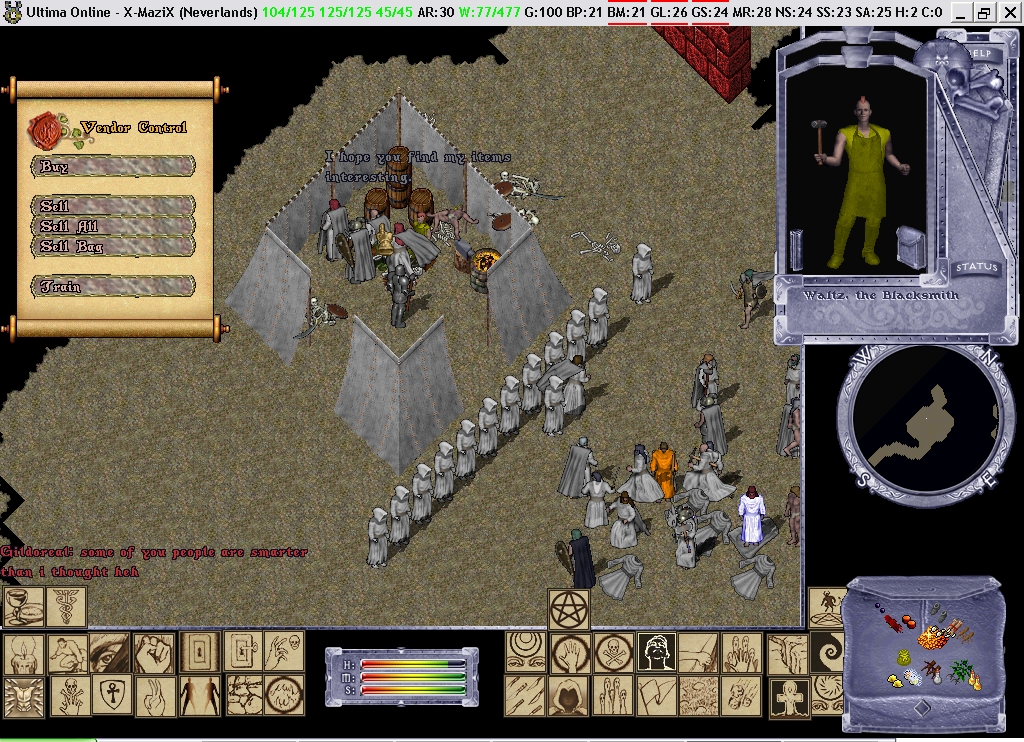 Ultima Online - X-MaziX (Neverlands) 104/125 125/125 45/45 AR:30 W:77/477 G:100 BP:21 BM:21 GL:26 GS:24 MR:28 NS:24 SS:23 SA:25 H:2 C:0
HELP
Vendor Control
Buy
Sell
Sell All
Sell Bag
Train
I hope you find my items
interesting.
STATUS
Waltz, the Blacksmith
W
N
S
E
Gildoreal: some of you people are smarter
than i thought heh
H:
M:
S: